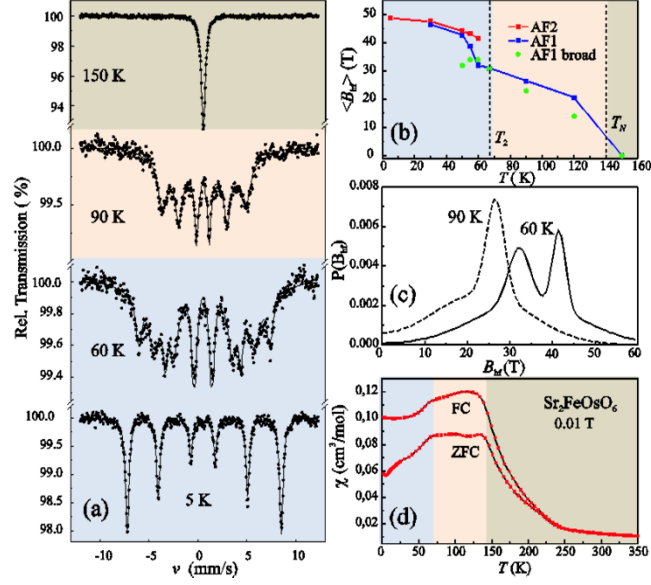 100
98
96
94
150 K
100.0
99.5
90 K
100.0
99.8
99.6
99.4
60 K
100.0
99.5
99.0
98.5
98.0
5 K
(a)
Rel. Transmission (%)
-10 -5 0 5 10
v (mm/s)
50
40
30
20
10
0
<B_hf> (T)
AF2
AF1
AF1 broad
(b)
T_2
T_N
0 20 40 60 80 100 120 140 160
T (K)
0.008
0.006
0.004
0.002
0.000
P(B_hf)
90 K
60 K
(c)
0 10 20 30 40 50 60
B_hf(T)
0,12
0,09
0,06
0,03
0,00
χ (cm³/mol)
FC
ZFC
Sr₂FeOsO₆
0.01 T
(d)
0 50 100 150 200 250 300 350
T (K)